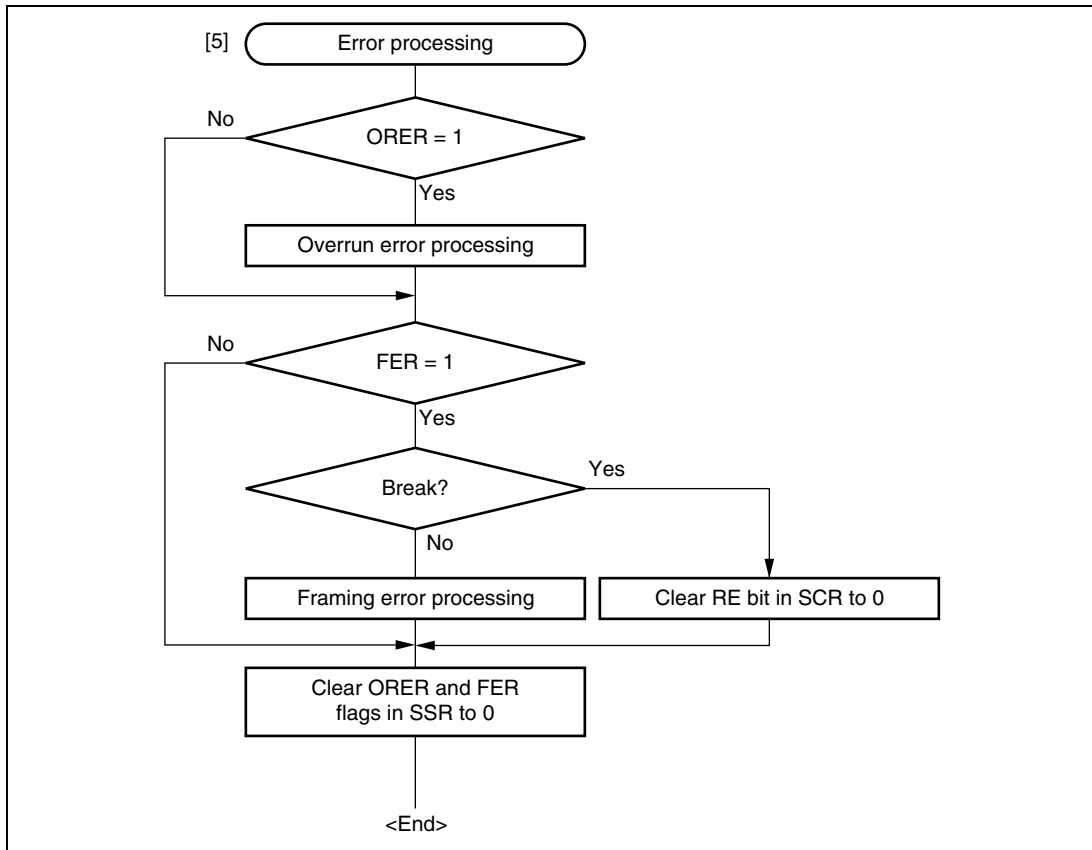 [5]
Error processing
No
ORER = 1
Yes
Overrun error processing
No
FER = 1
Yes
Break?
Yes
No
Framing error processing
Clear RE bit in SCR to 0
Clear ORER and FER
flags in SSR to 0
<End>